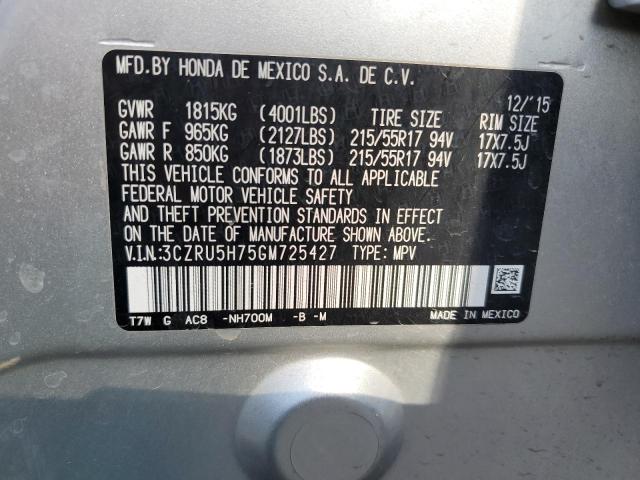 MFD.BY HONDA DE MEXICO S.A. DE C.V.
12/'15
GVWR 1815KG (4001LBS) TIRE SIZE RIM SIZE
GAWR F 965KG (2127LBS) 215/55R17 94V 17X7.5J
GAWR R 850KG (1873LBS) 215/55R17 94V 17X7.5J
THIS VEHICLE CONFORMS TO ALL APPLICABLE
FEDERAL MOTOR VEHICLE SAFETY
AND THEFT PREVENTION STANDARDS IN EFFECT
ON THE DATE OF MANUFACTURE SHOWN ABOVE.
V.I.N:3CZRU5H75GM725427 TYPE: MPV
T7W G AC8 -NH700M -B -M MADE IN MEXICO